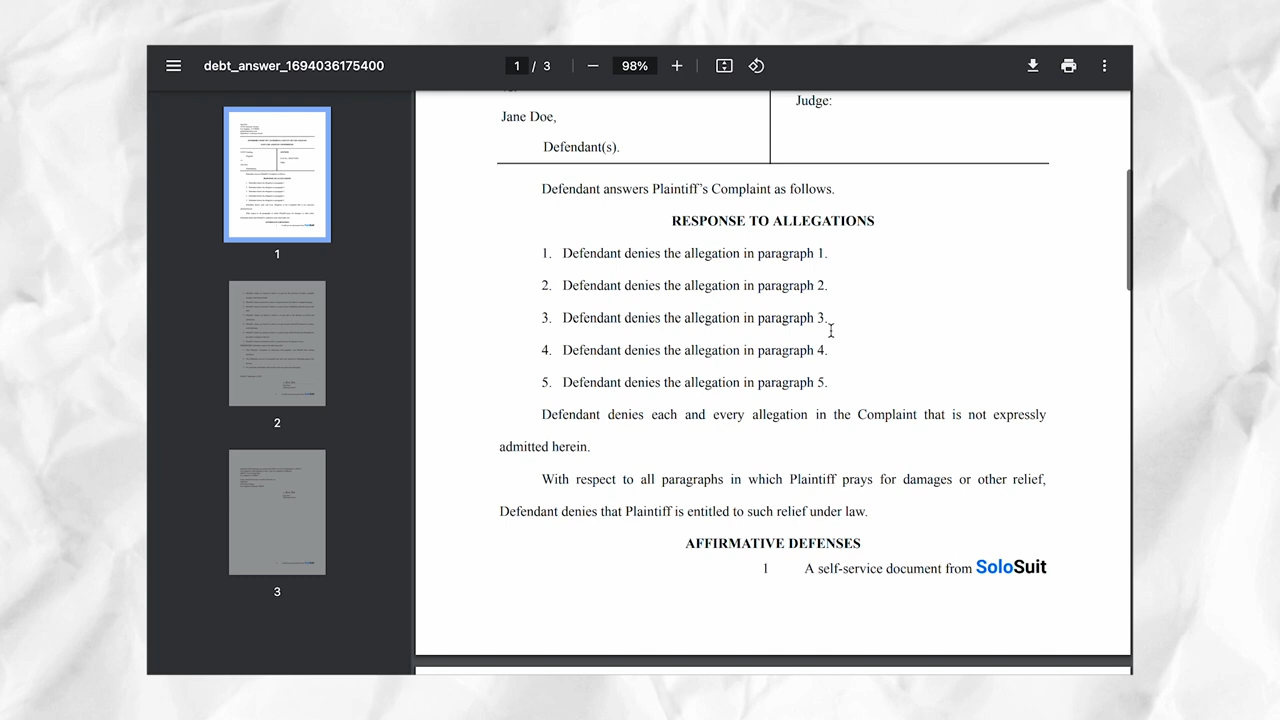 debt_answer_1694036175400
1 / 3
98%
Judge:
Jane Doe,
Defendant(s).
Defendant answers Plaintiff's Complaint as follows.
RESPONSE TO ALLEGATIONS
1. Defendant denies the allegation in paragraph 1.
2. Defendant denies the allegation in paragraph 2.
3. Defendant denies the allegation in paragraph 3.
4. Defendant denies the allegation in paragraph 4.
5. Defendant denies the allegation in paragraph 5.
Defendant denies each and every allegation in the Complaint that is not expressly
admitted herein.
With respect to all paragraphs in which Plaintiff prays for damages or other relief,
Defendant denies that Plaintiff is entitled to such relief under law.
AFFIRMATIVE DEFENSES
1 A self-service document from SoloSuit
1
2
3